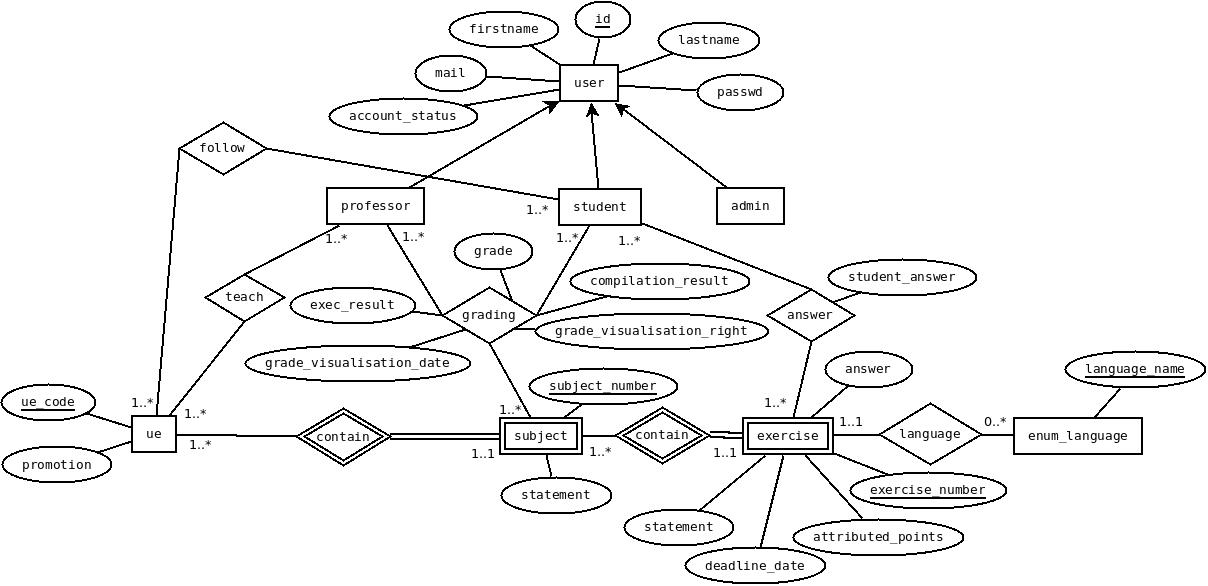 id
firstname
lastname
mail
user
passwd
account_status
follow
professor
student
admin
1..*
1..*
1..*
1..*
1..*
grade
student_answer
compilation_result
teach
exec_result
grading
answer
grade_visualisation_right
grade_visualisation_date
answer
language_name
subject_number
ue_code
1..*
1..*
1..*
1..*
ue
contain
subject
contain
exercise
1..1
language
0..*
enum_language
1..*
1..1
1..*
1..1
promotion
statement
exercise_number
statement
attributed_points
deadline_date